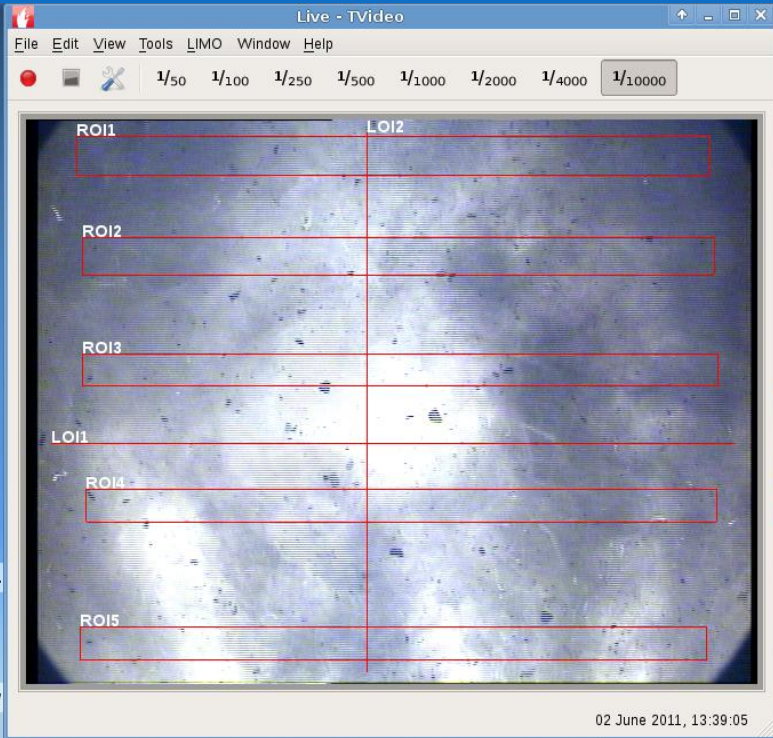 Live - TVideo
File Edit View Tools LIMO Window Help
1/50 1/100 1/250 1/500 1/1000 1/2000 1/4000 1/10000
ROI1 LOI2
ROI2
ROI3
LOI1
ROI4
ROI5
02 June 2011, 13:39:05